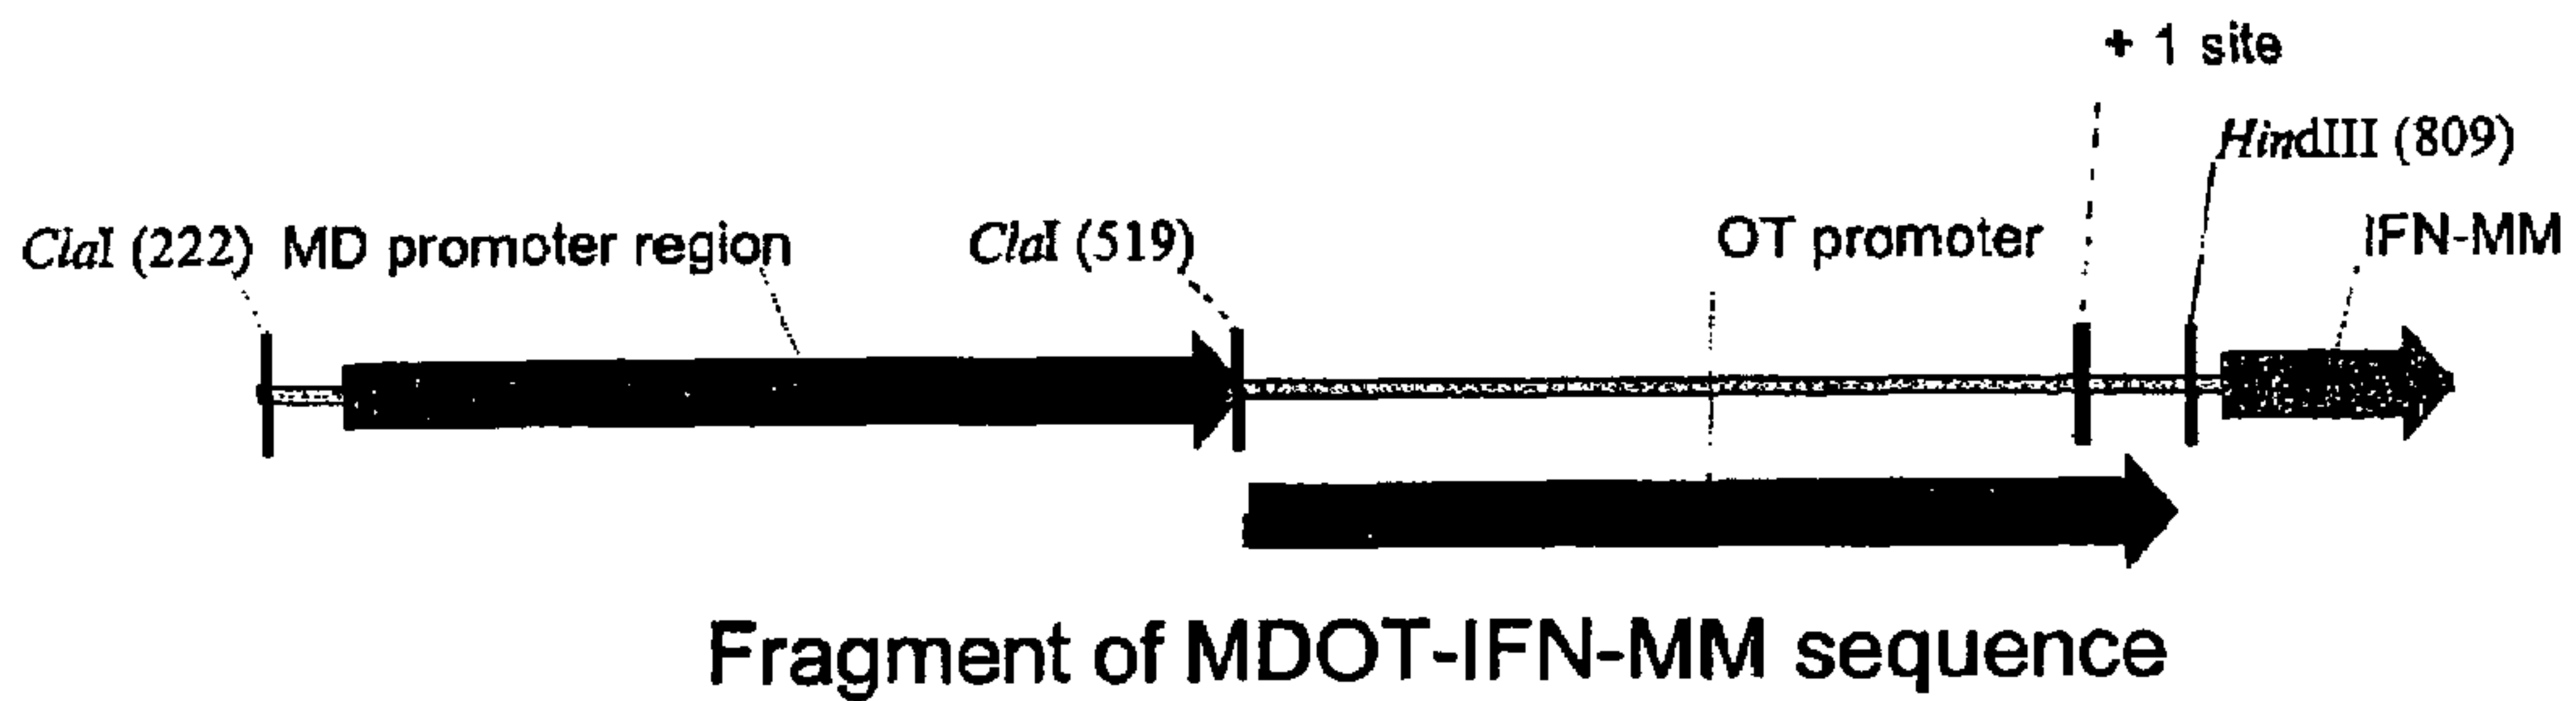 + 1 site
HindIII (809)
ClaI (222) MD promoter region ClaI (519) OT promoter IFN-MM
Fragment of MDOT-IFN-MM sequence